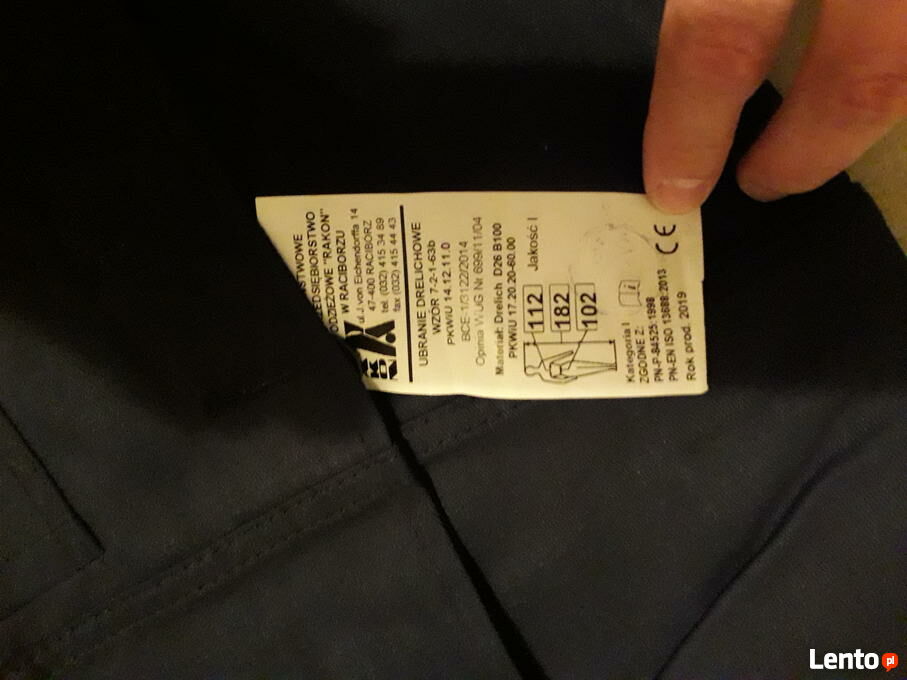 STWOWE
EDSIĘBIORSTWO
ODZIEŻOWE "RAKON"
W RACIBORZU
ul.J. von Eichendorffa 14
47-400 RACIBÓRZ
tel. (032) 415 34 89
fax (032) 415 44 43
UBRANIE DRELICHOWE
WZÓR 7-2-1-63b
PKWiU 14.12.11.0
BCE-1/3122/2014
Opinia WUG Nr 699/11/04
Materiał: Drelich D26 B100
PKWiU 17.20.20-60.00
Jakość I
112
182
102
Kategoria I
ZGODNE Z:
PN-P-84525:1998
PN-EN ISO 13688:2013
Rok prod. 2019
CE
Lento pl